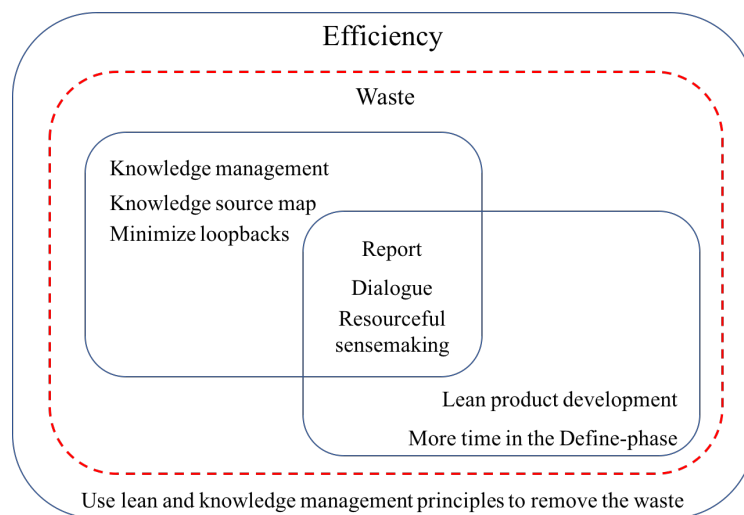 Efficiency
Waste
Knowledge management
Knowledge source map
Minimize loopbacks
Report
Dialogue
Resourceful
sensemaking
Lean product development
More time in the Define-phase
Use lean and knowledge management principles to remove the waste